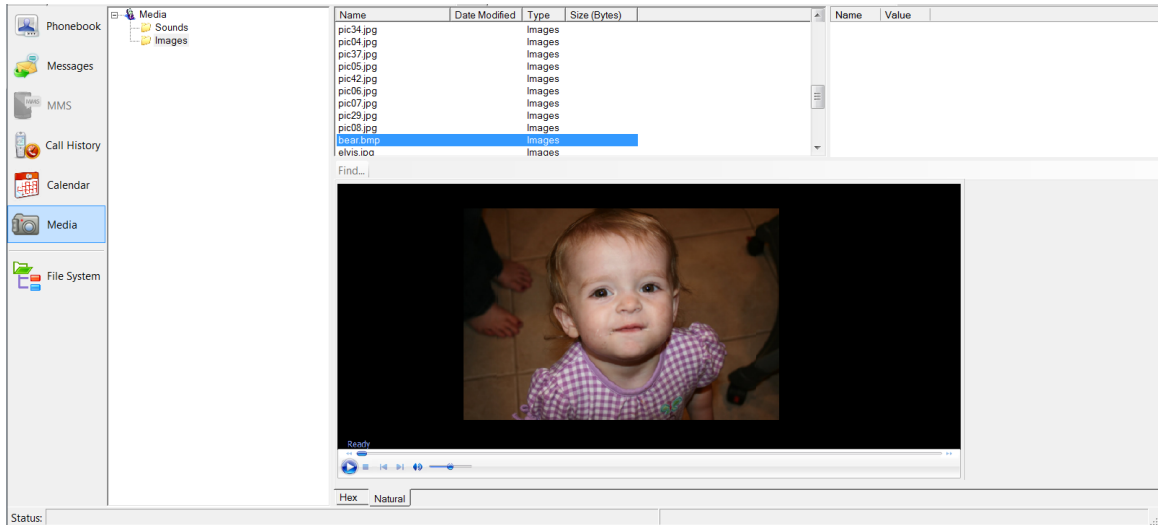 Phonebook
Messages
MMS
MMS
Call History
Calendar
Media
File System
Media
Sounds
Images
Name Date Modified Type Size (Bytes)
pic34.jpg Images
pic04.jpg Images
pic37.jpg Images
pic05.jpg Images
pic42.jpg Images
pic06.jpg Images
pic07.jpg Images
pic29.jpg Images
pic08.jpg Images
bear.bmp Images
elvis.jpg Images
Name Value
Find...
Ready
Hex Natural
Status: